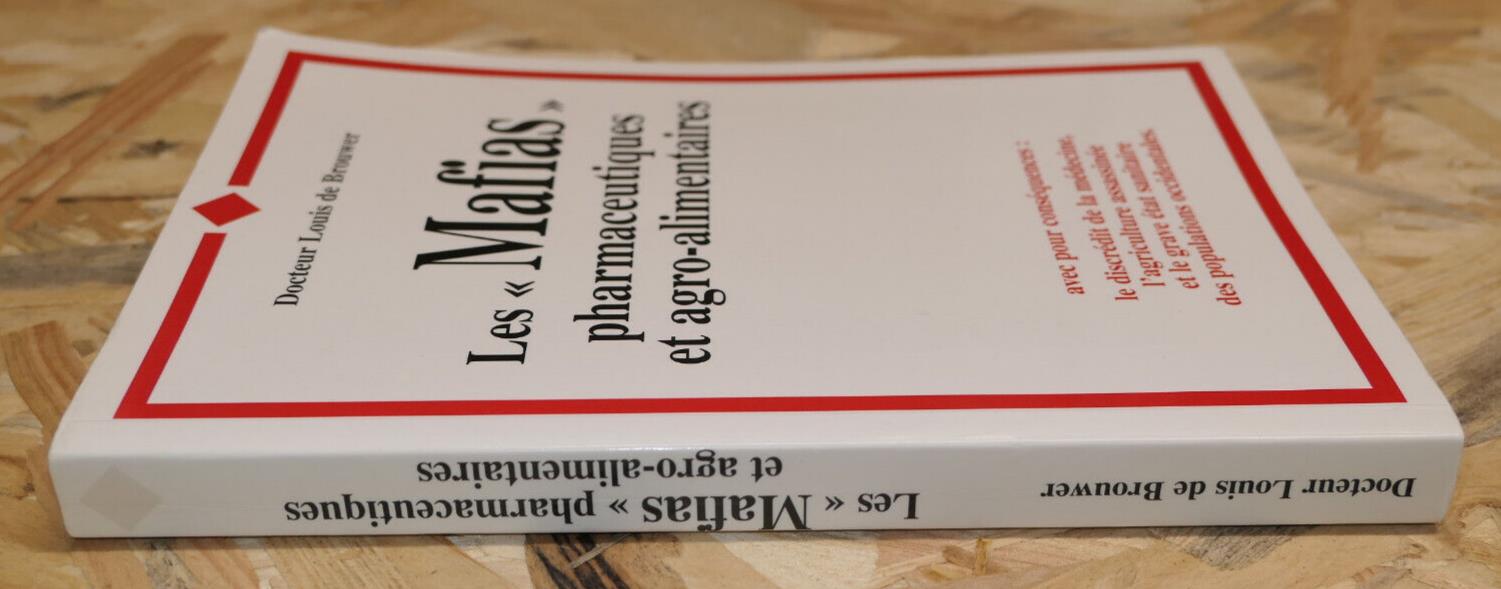 Docteur Louis de Brouwer
Les « Mafias »
pharmaceutiques
et agro-alimentaires
avec pour conséquences :
le discrédit de la médecine,
l'agriculture assassinée
et le grave état sanitaire
des populations occidentales.
Docteur Louis de Brouwer
Les « Mafias » pharmaceutiques
et agro-alimentaires